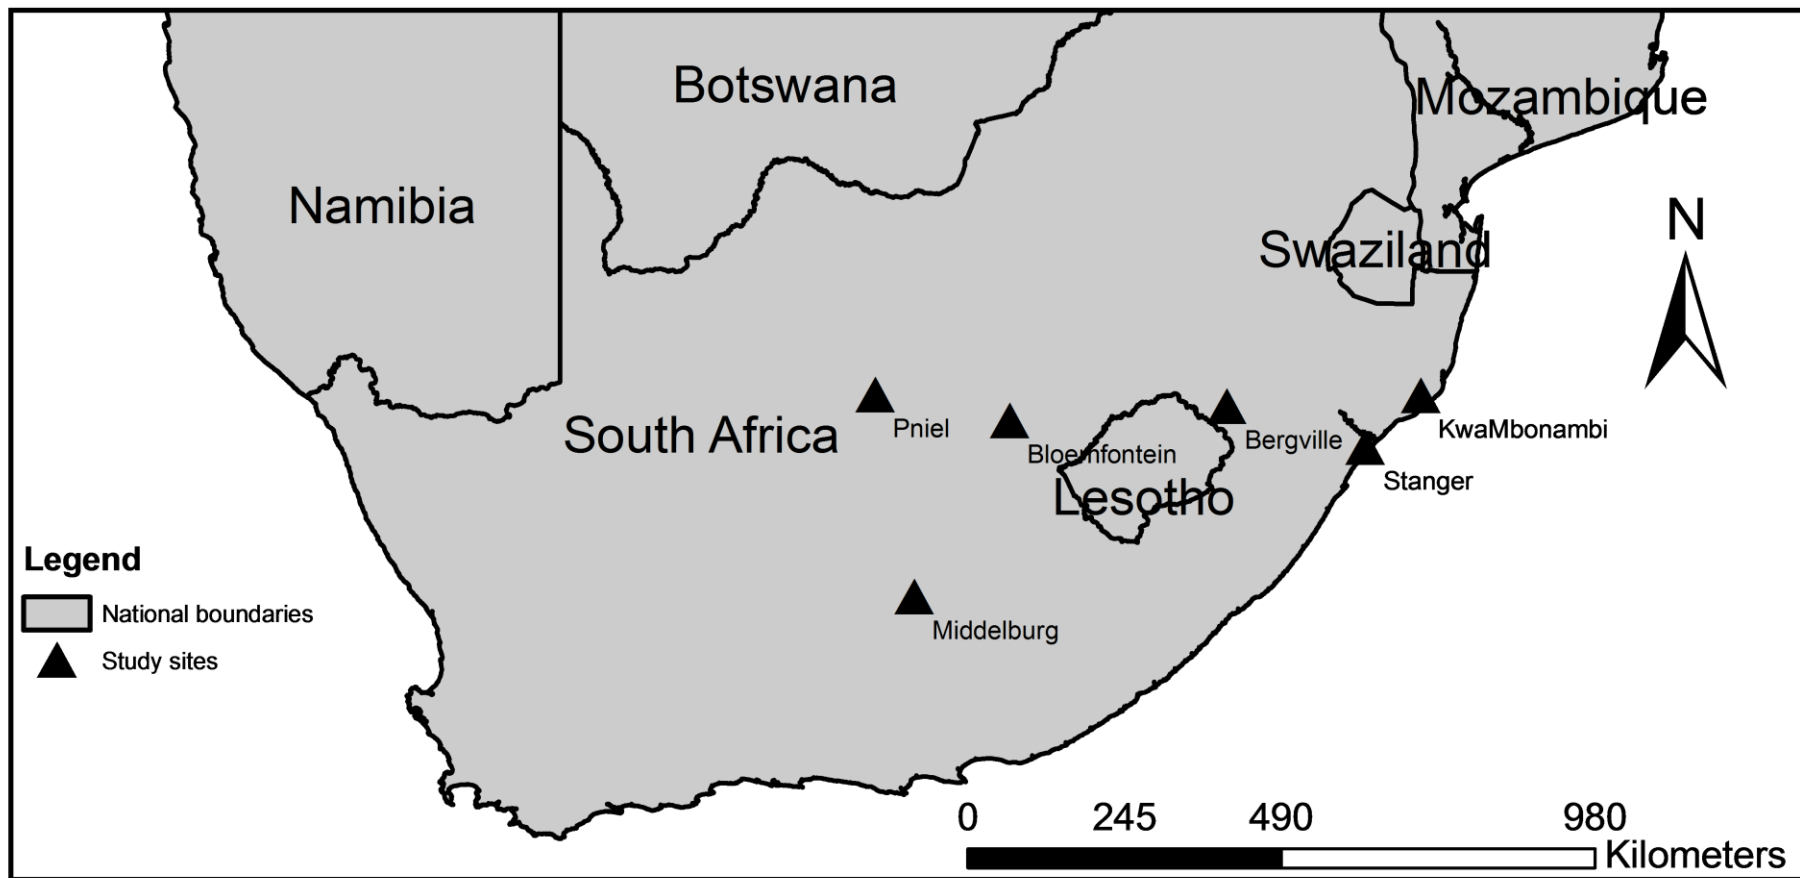 Botswana
Mozambique
Namibia
N
Swaziland
South Africa
Pniel
Bloemfontein
Bergville
KwaMbonambi
Stanger
Lesotho
Legend
National boundaries
Middelburg
Study sites
0 245 490 980
Kilometers